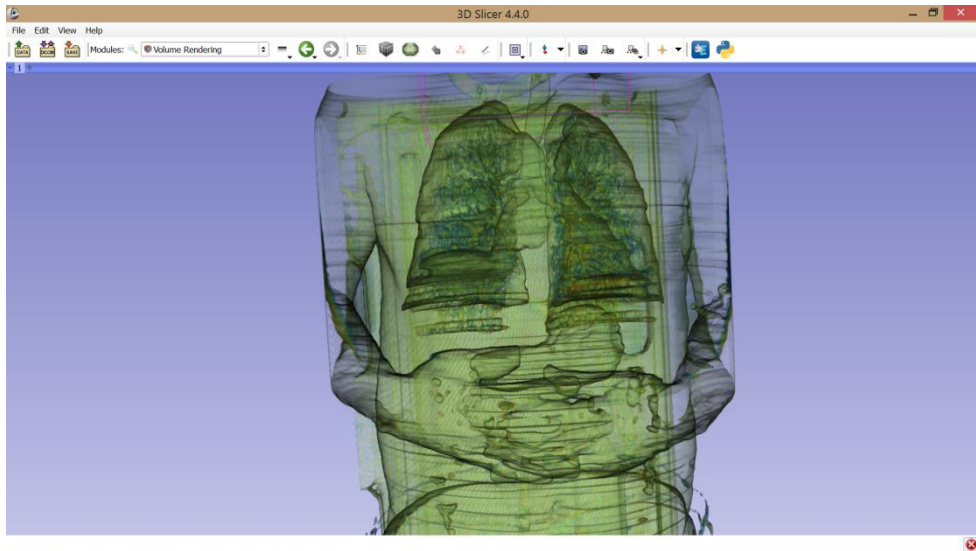 3D Slicer 4.4.0
File Edit View Help
DATA DCM SAVE Modules: Volume Rendering
1